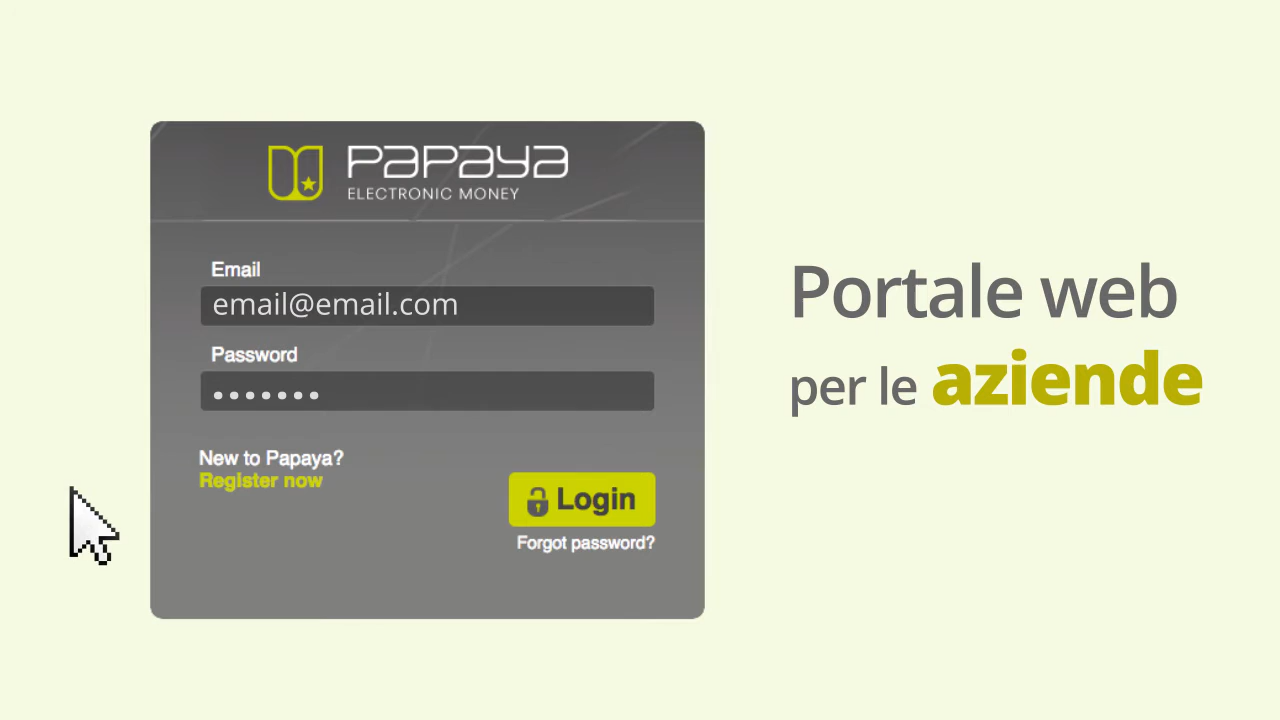 PAPAYA
ELECTRONIC MONEY
Email
email@email.com
Password
•••••••
New to Papaya?
Register now
Login
Forgot password?
Portale web
per le aziende